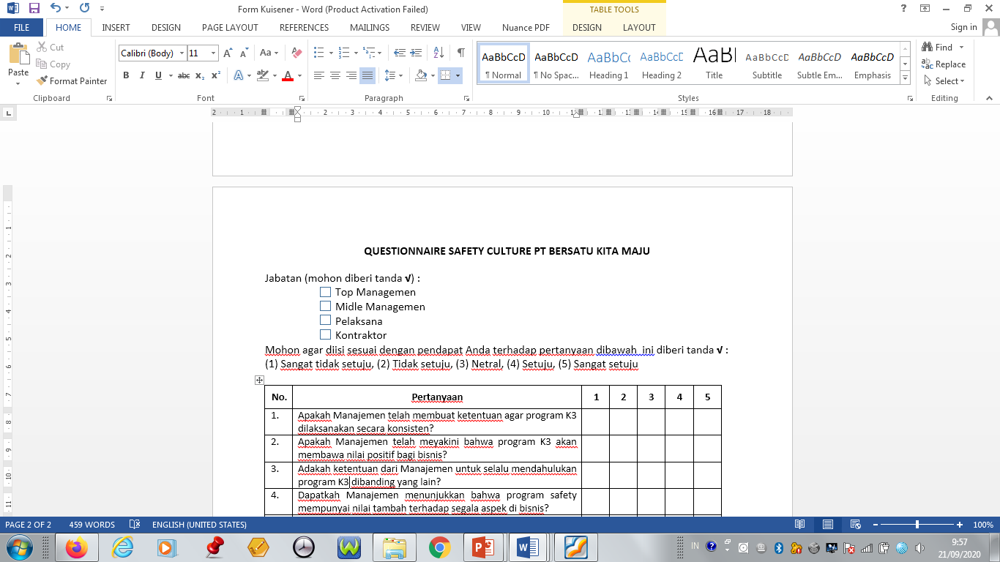 Form Kuisener - Word (Product Activation Failed)
TABLE TOOLS
FILE HOME INSERT DESIGN PAGE LAYOUT REFERENCES MAILINGS REVIEW VIEW Nuance PDF DESIGN LAYOUT Sign in
Cut
Copy
Format Painter
Paste
Clipboard
Calibri (Body) 11
Font
Paragraph
AaBbCcD AaBbCcD AaBbCc AaBbCcD AaBl AaBbCcD AaBbCcD AaBbCcD
¶ Normal ¶ No Spac... Heading 1 Heading 2 Title Subtitle Subtle Em... Emphasis
Styles
Find
Replace
Select
Editing
2 1 1 2 3 4 5 6 7 8 9 10 11 12 13 14 15 16 17 18
QUESTIONNAIRE SAFETY CULTURE PT BERSATU KITA MAJU
Jabatan (mohon diberi tanda √) :
Top Managemen
Midle Managemen
Pelaksana
Kontraktor
Mohon agar diisi sesuai dengan pendapat Anda terhadap pertanyaan dibawah ini diberi tanda √ :
(1) Sangat tidak setuju, (2) Tidak setuju, (3) Netral, (4) Setuju, (5) Sangat setuju
No. Pertanyaan 1 2 3 4 5
1. Apakah Manajemen telah membuat ketentuan agar program K3
dilaksanakan secara konsisten?
2. Apakah Manajemen telah meyakini bahwa program K3 akan
membawa nilai positif bagi bisnis?
3. Adakah ketentuan dari Manajemen untuk selalu mendahulukan
program K3 dibanding yang lain?
4. Dapatkah Manajemen menunjukkan bahwa program safety
mempunyai nilai tambah terhadap segala aspek di bisnis?
PAGE 2 OF 2 459 WORDS ENGLISH (UNITED STATES) 100%
IN
9:57
21/09/2020